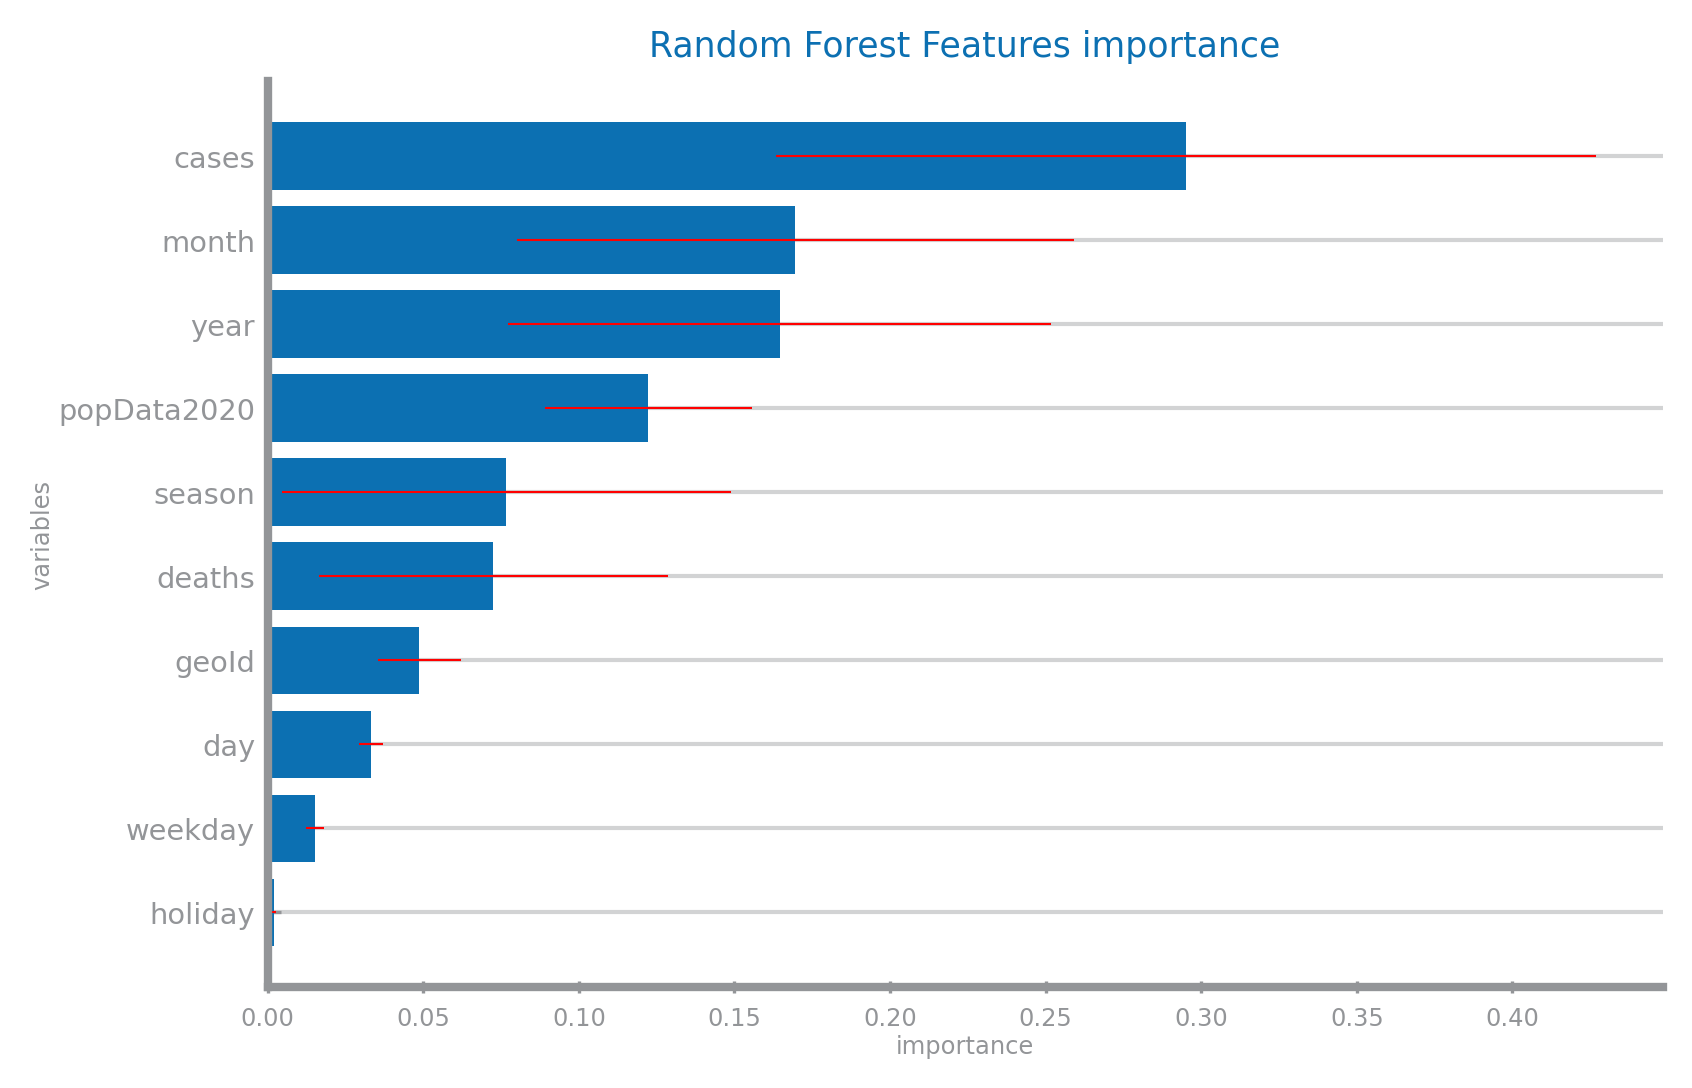 Random Forest Features importance
cases
month
year
popData2020
season
deaths
geoId
day
weekday
holiday
variables
0.00 0.05 0.10 0.15 0.20 0.25 0.30 0.35 0.40
importance